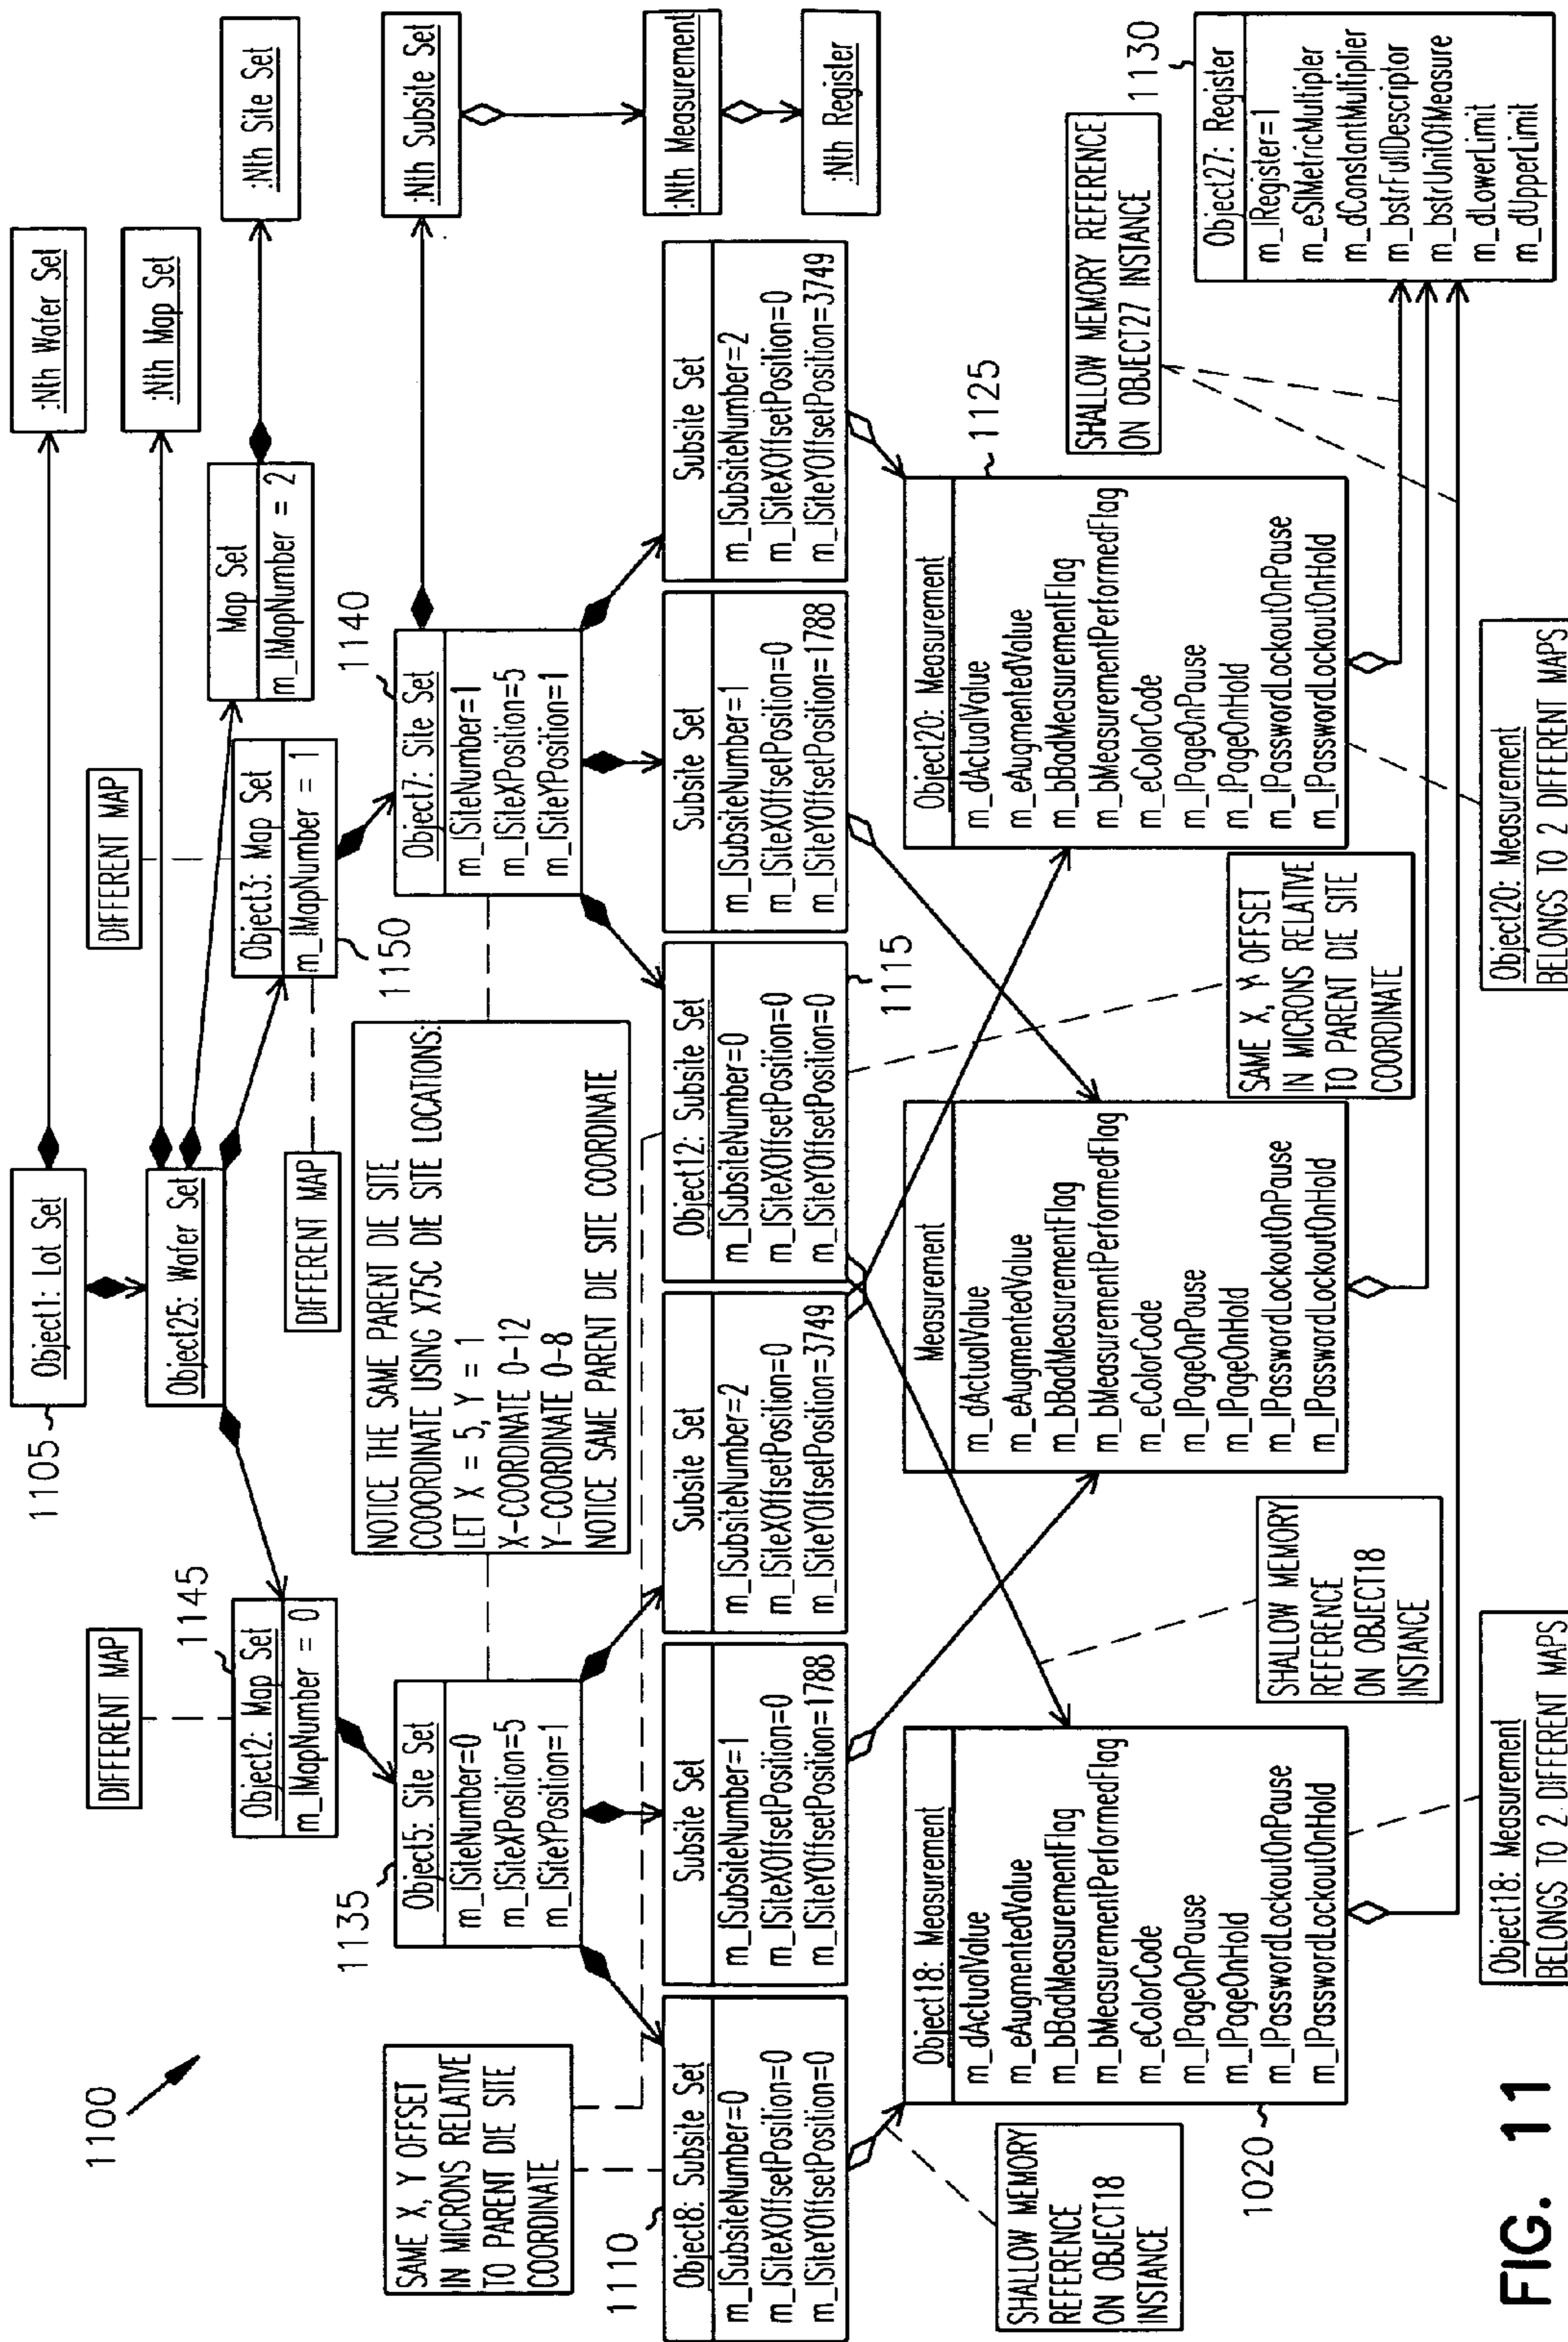 1100
1105
Object1: Lot Set
:Nth Wafer Set
Object25: Wafer Set
:Nth Map Set
DIFFERENT MAP
DIFFERENT MAP
DIFFERENT MAP
1145
Object2: Map Set
m_lMapNumber = 0
Object3: Map Set
m_lMapNumber = 1
1150
Map Set
m_lMapNumber = 2
:Nth Site Set
1135
Object5: Site Set
m_lSiteNumber=0
m_lSiteXPosition=5
m_lSiteYPosition=1
NOTICE THE SAME PARENT DIE SITE
COOORDINATE USING X75C DIE SITE LOCATIONS:
LET X = 5, Y = 1
X-COORDINATE 0-12
Y-COORDINATE 0-8
NOTICE SAME PARENT DIE SITE COORDINATE
1140
Object7: Site Set
m_lSiteNumber=1
m_lSiteXPosition=5
m_lSiteYPosition=1
:Nth Subsite Set
:Nth Measurement
:Nth Register
SAME X, Y OFFSET
IN MICRONS RELATIVE
TO PARENT DIE SITE
COORDINATE
1110
Object8: Subsite Set
m_lSubsiteNumber=0
m_lSiteXOffsetPosition=0
m_lSiteYOffsetPosition=0
Subsite Set
m_lSubsiteNumber=1
m_lSiteXOffsetPosition=0
m_lSiteYOffsetPosition=1788
Subsite Set
m_lSubsiteNumber=2
m_lSiteXOffsetPosition=0
m_lSiteYOffsetPosition=3749
Object12: Subsite Set
m_lSubsiteNumber=0
m_lSiteXOffsetPosition=0
m_lSiteYOffsetPosition=0
1115
Subsite Set
m_lSubsiteNumber=1
m_lSiteXOffsetPosition=0
m_lSiteYOffsetPosition=1788
Subsite Set
m_lSubsiteNumber=2
m_lSiteXOffsetPosition=0
m_lSiteYOffsetPosition=3749
SHALLOW MEMORY
REFERENCE
ON OBJECT18
INSTANCE
1020
Object18: Measurement
m_dActualValue
m_eAugmentedValue
m_bBadMeasurementFlag
m_bMeasurementPerformedFlag
m_eColorCode
m_lPageOnPause
m_lPageOnHold
m_lPasswordLockoutOnPause
m_lPasswordLockoutOnHold
SHALLOW MEMORY
REFERENCE
ON OBJECT18
INSTANCE
Measurement
m_dActualValue
m_eAugmentedValue
m_bBadMeasurementFlag
m_bMeasurementPerformedFlag
m_eColorCode
m_lPageOnPause
m_lPageOnHold
m_lPasswordLockoutOnPause
m_lPasswordLockoutOnHold
SAME X, Y OFFSET
IN MICRONS RELATIVE
TO PARENT DIE SITE
COORDINATE
1125
Object20: Measurement
m_dActualValue
m_eAugmentedValue
m_bBadMeasurementFlag
m_bMeasurementPerformedFlag
m_eColorCode
m_lPageOnPause
m_lPageOnHold
m_lPasswordLockoutOnPause
m_lPasswordLockoutOnHold
SHALLOW MEMORY REFERENCE
ON OBJECT27 INSTANCE
1130
Object27: Register
m_lRegister=1
m_eSIMetricMultipler
m_dConstantMultiplier
m_bstrFullDescriptor
m_bstrUnitOfMeasure
m_dLowerLimit
m_dUpperLimit
Object18: Measurement
BELONGS TO 2 DIFFERENT MAPS
Object20: Measurement
BELONGS TO 2 DIFFERENT MAPS
FIG. 11